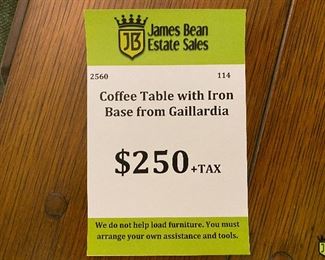 JB
James Bean
Estate Sales
2560 114
Coffee Table with Iron
Base from Gaillardia
$250+TAX
We do not help load furniture. You must
arrange your own assistance and tools.